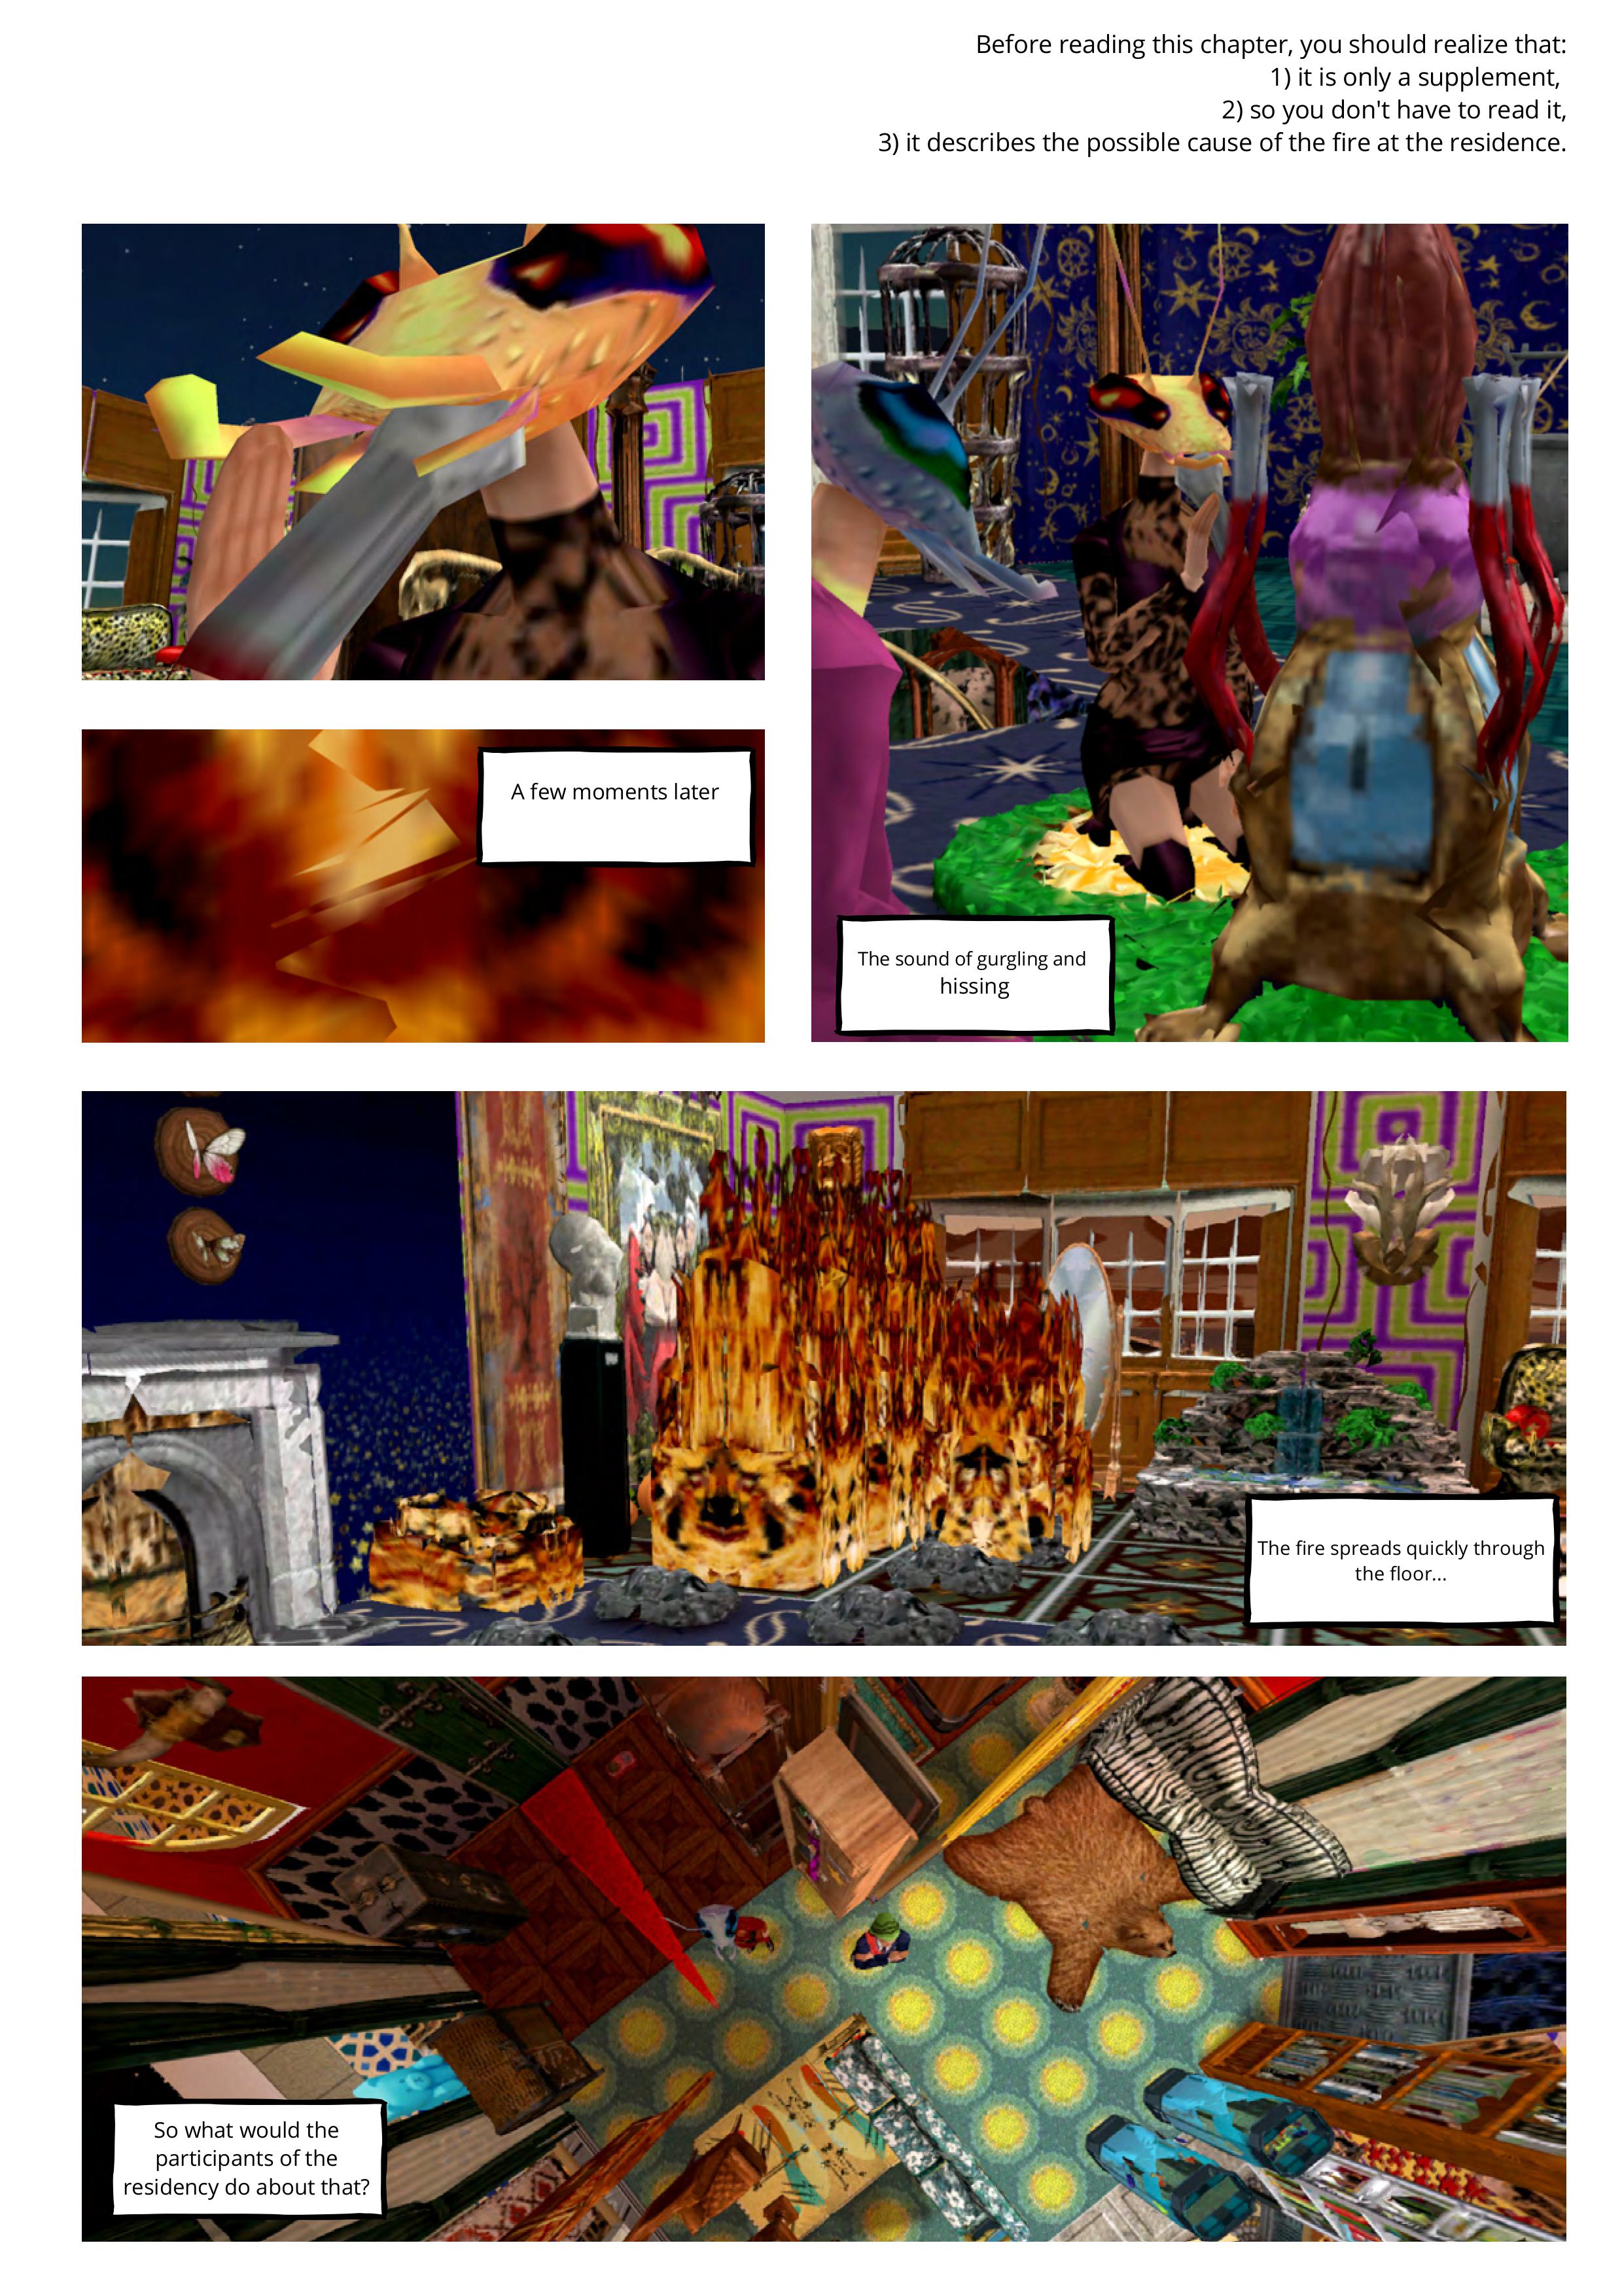 Before reading this chapter, you should realize that:
1) it is only a supplement,
2) so you don't have to read it,
3) it describes the possible cause of the fire at the residence.
A few moments later
The sound of gurgling and
hissing
The fire spreads quickly through
the floor...
So what would the
participants of the
residency do about that?